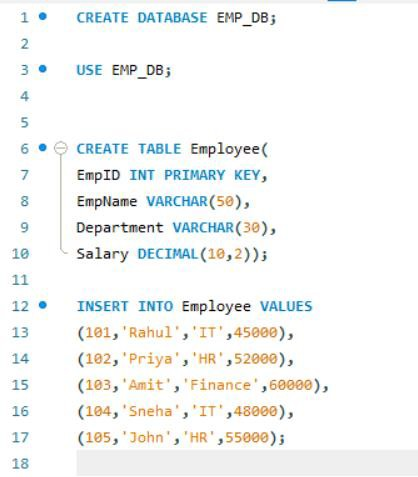 1 CREATE DATABASE EMP_DB;
2
3 USE EMP_DB;
4
5
6 CREATE TABLE Employee(
7 EmpID INT PRIMARY KEY,
8 EmpName VARCHAR(50),
9 Department VARCHAR(30),
10 Salary DECIMAL(10,2));
11
12 INSERT INTO Employee VALUES
13 (101,'Rahul','IT',45000),
14 (102,'Priya','HR',52000),
15 (103,'Amit','Finance',60000),
16 (104,'Sneha','IT',48000),
17 (105,'John','HR',55000);
18